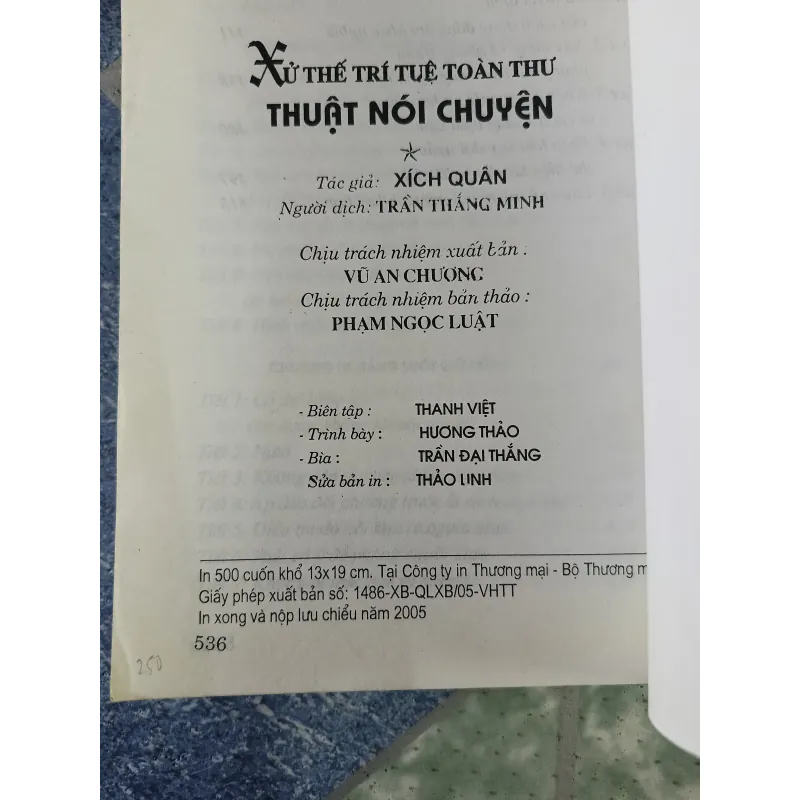 XỬ THẾ TRÍ TUỆ TOÀN THƯ
THUẬT NÓI CHUYỆN
Tác giả: XÍCH QUÂN
Người dịch: TRẦN THẮNG MINH
Chịu trách nhiệm xuất bản :
VŨ AN CHƯƠNG
Chịu trách nhiệm bản thảo :
PHẠM NGỌC LUẬT
- Biên tập : THANH VIỆT
- Trình bày : HƯƠNG THẢO
- Bìa : TRẦN ĐẠI THẮNG
Sửa bản in : THẢO LINH
In 500 cuốn khổ 13x19 cm. Tại Công ty in Thương mại - Bộ Thương m
Giấy phép xuất bản số: 1486-XB-QLXB/05-VHTT
In xong và nộp lưu chiểu năm 2005
536
250